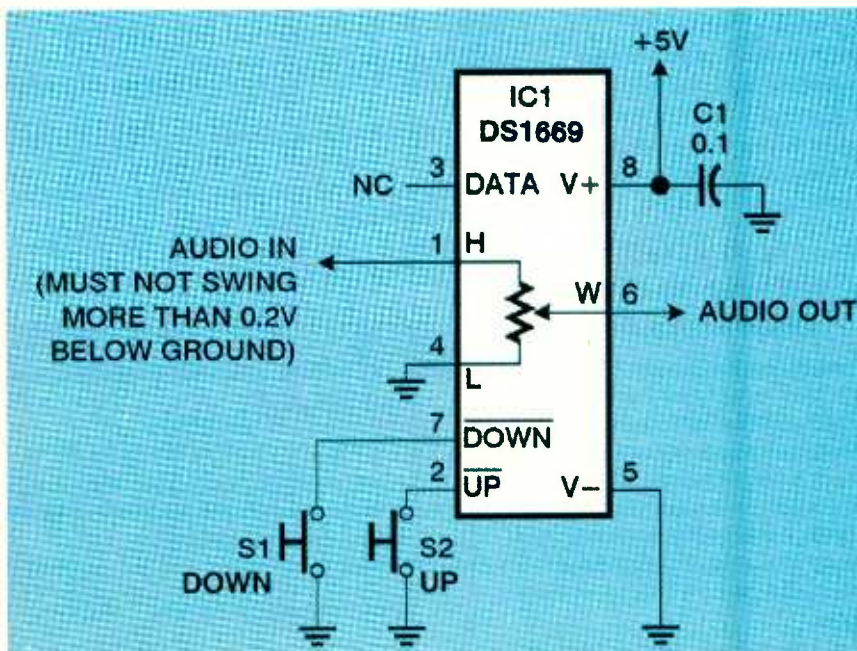 +5V
IC1
DS1669
C1
0.1
NC
3
DATA
V+
8
AUDIO IN
(MUST NOT SWING
MORE THAN 0.2V
BELOW GROUND)
1
H
W
6
AUDIO OUT
4
L
7
DOWN
2
UP
V−
5
S1
DOWN
S2
UP